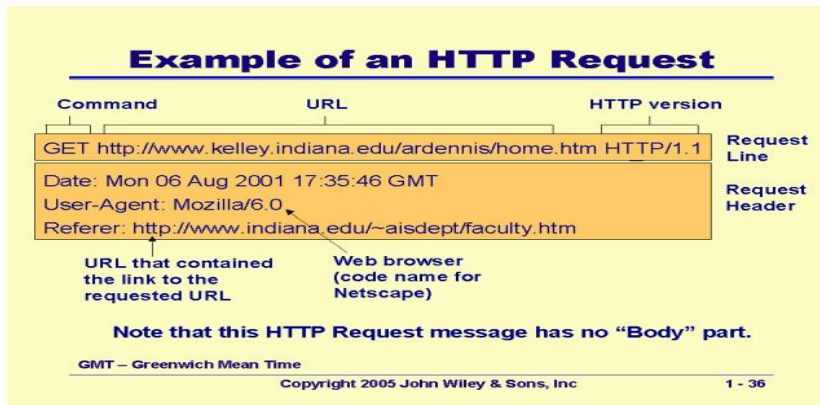 Example of an HTTP Request
Command URL HTTP version
GET http://www.kelley.indiana.edu/ardennis/home.htm HTTP/1.1
Request
Line
Date: Mon 06 Aug 2001 17:35:46 GMT
User-Agent: Mozilla/6.0
Referer: http://www.indiana.edu/~aisdept/faculty.htm
Request
Header
URL that contained
the link to the
requested URL
Web browser
(code name for
Netscape)
Note that this HTTP Request message has no “Body” part.
GMT – Greenwich Mean Time
Copyright 2005 John Wiley & Sons, Inc 1 - 36